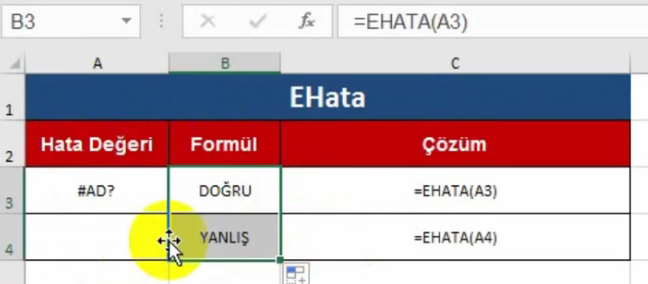 B3 fx =EHATA(A3)
A B C
1 EHata
2 Hata Değeri Formül Çözüm
3 #AD? DOĞRU =EHATA(A3)
4 YANLIŞ =EHATA(A4)